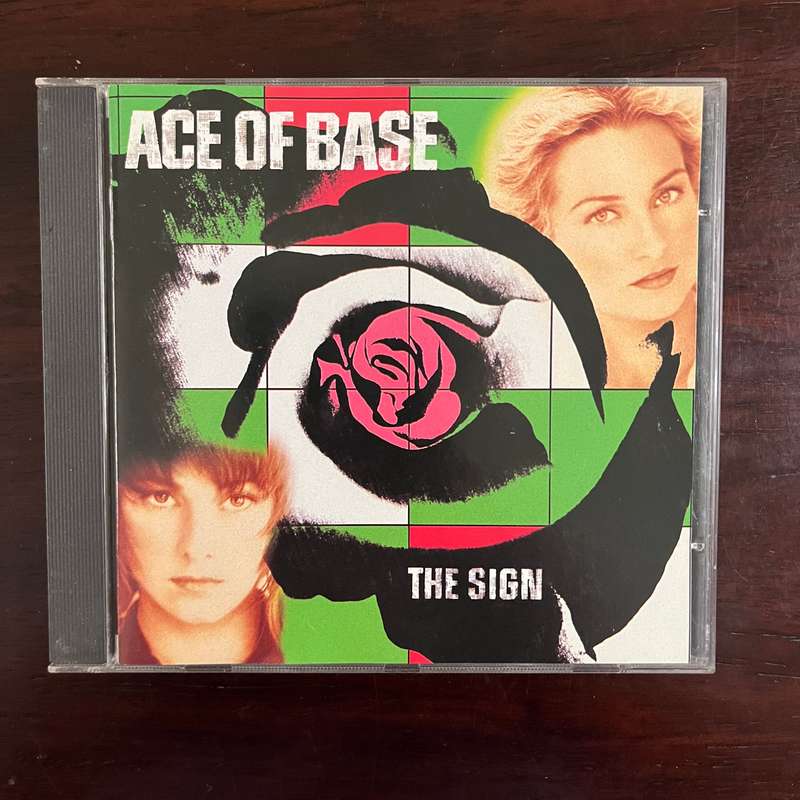 ACE OF BASE
THE SIGN